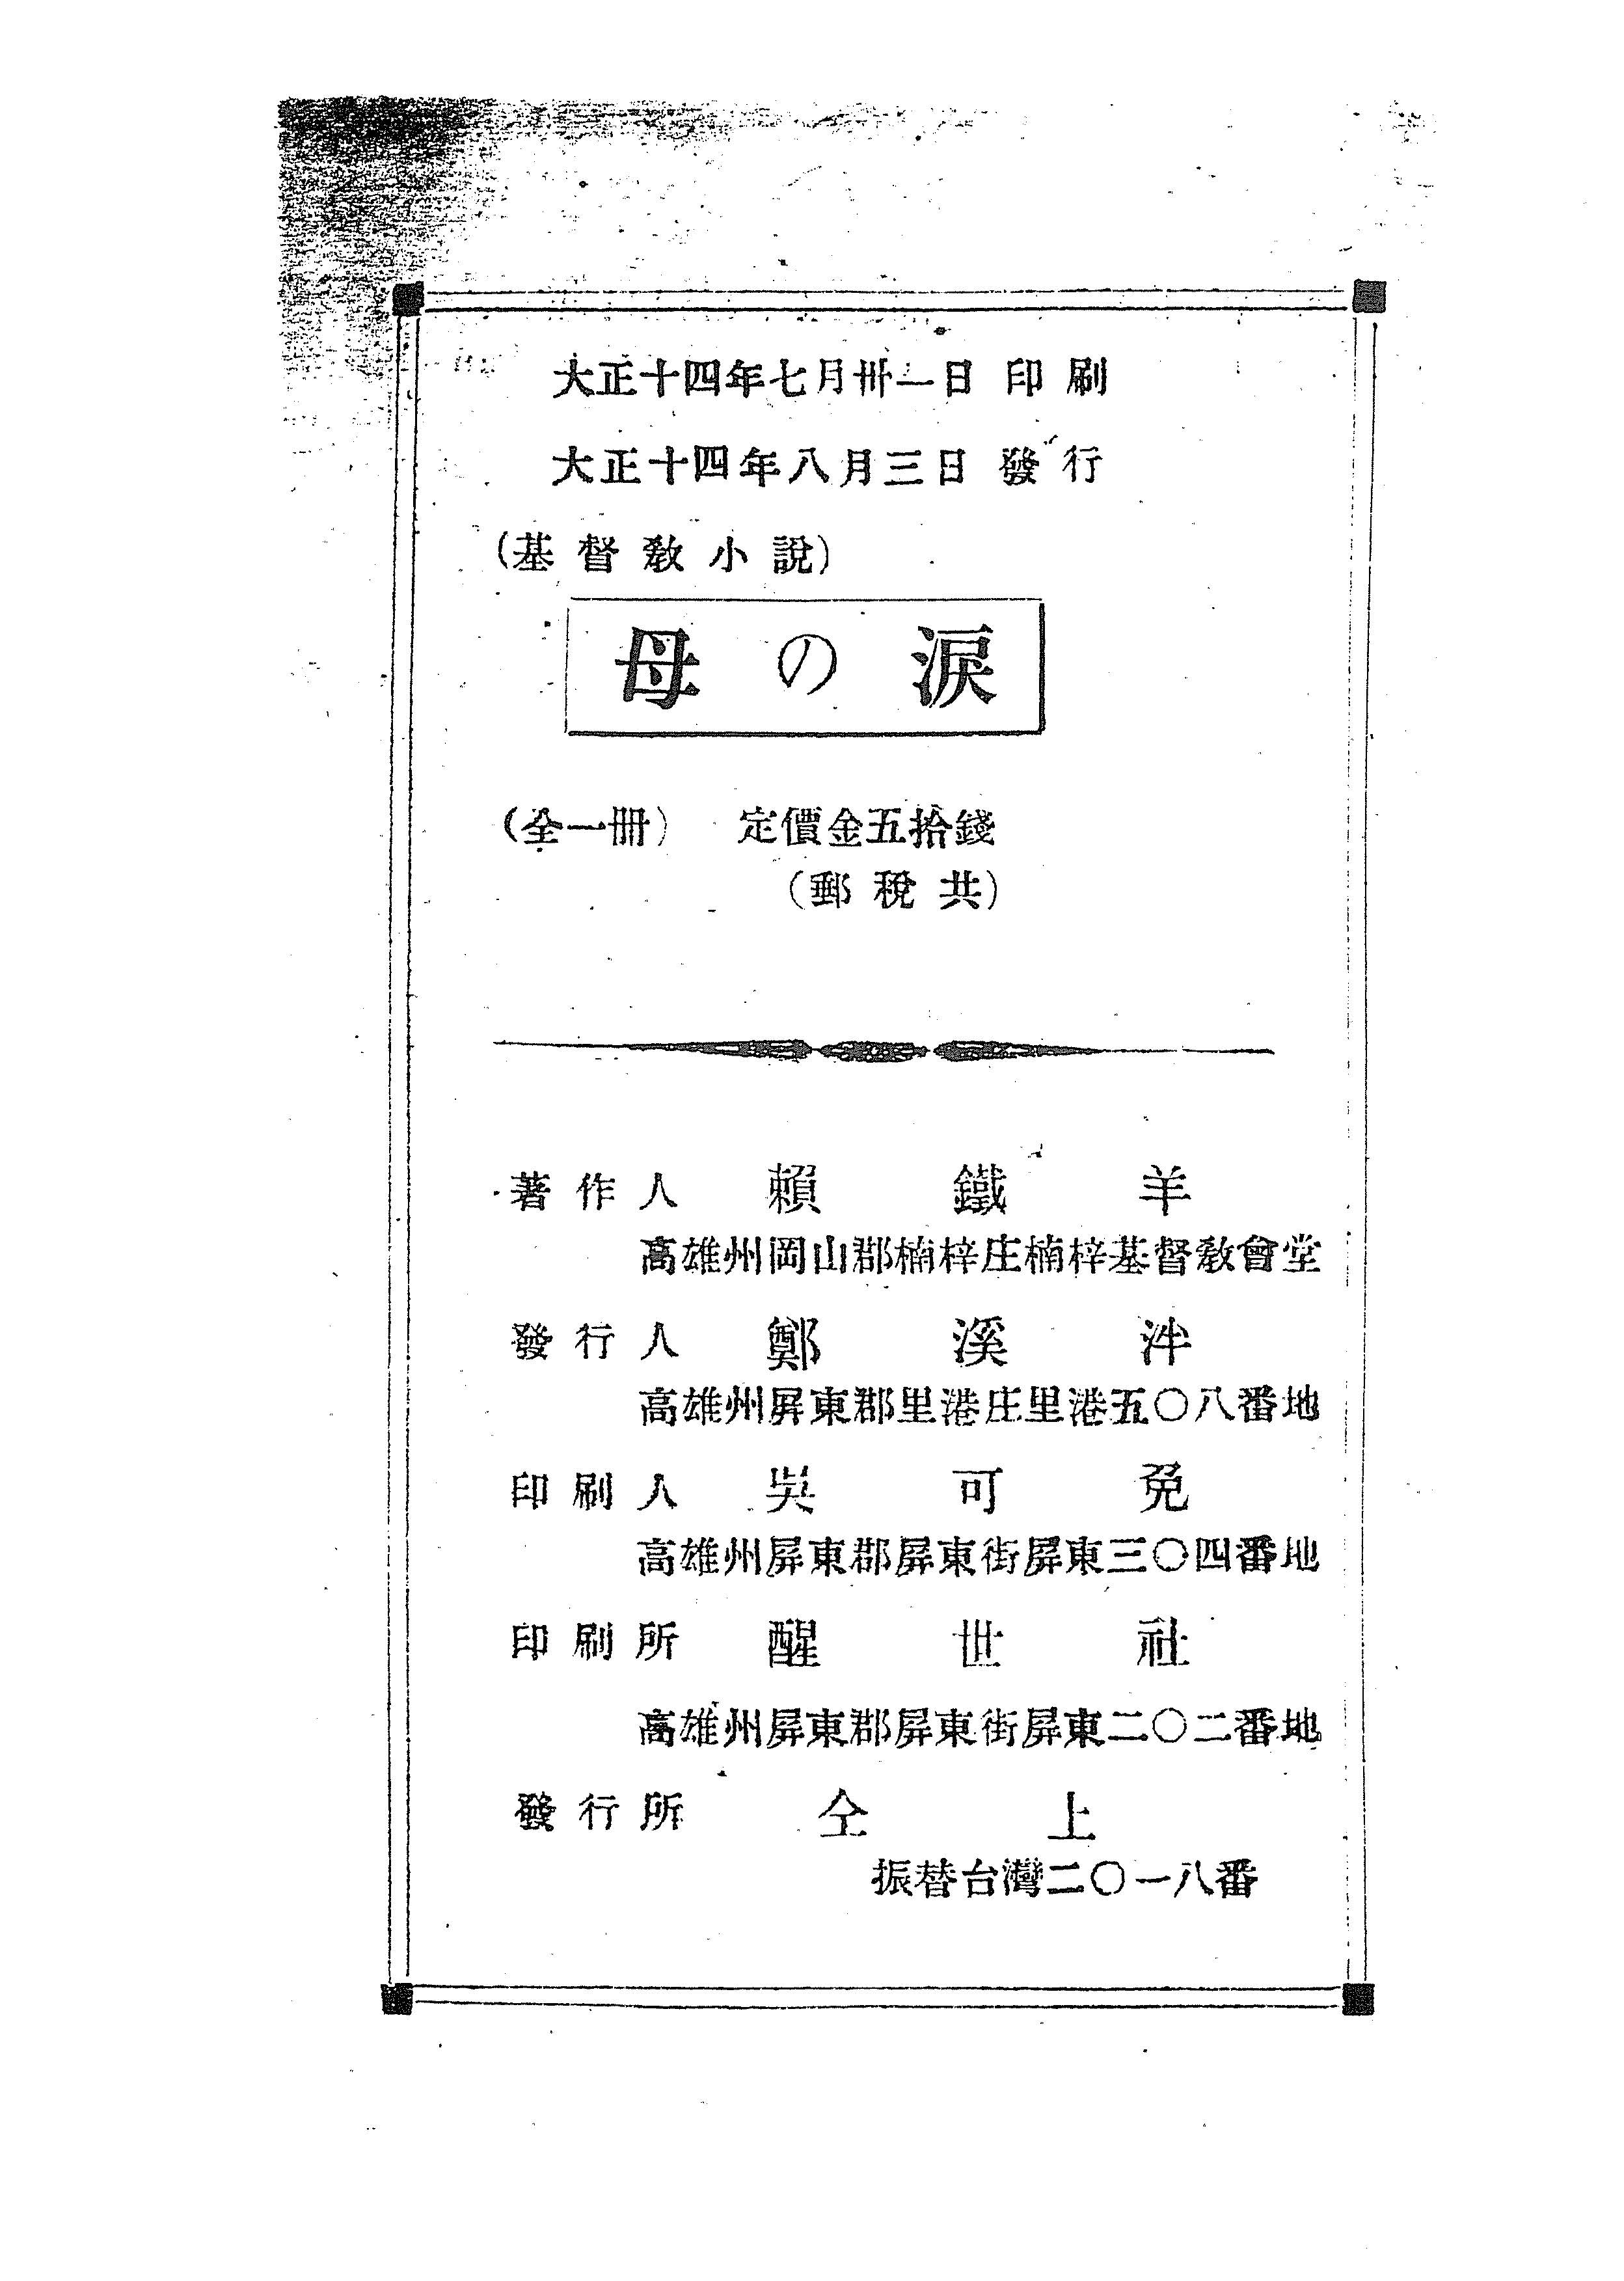 大正十四年七月卅一日 印刷
大正十四年八月三日 發行
(基督敎小說)
母の淚
(全一冊) 定價金五拾錢
(郵稅共)
著作人 賴鐵羊
高雄州岡山郡楠梓庄楠梓基督敎會堂
發行人 鄭溪泮
高雄州屏東郡里港庄里港五〇八番地
印刷人 吳可免
高雄州屏東郡屏東街屏東三〇四番地
印刷所 醒世社
高雄州屏東郡屏東街屏東二〇二番地
發行所 仝上
振替台灣二〇一八番